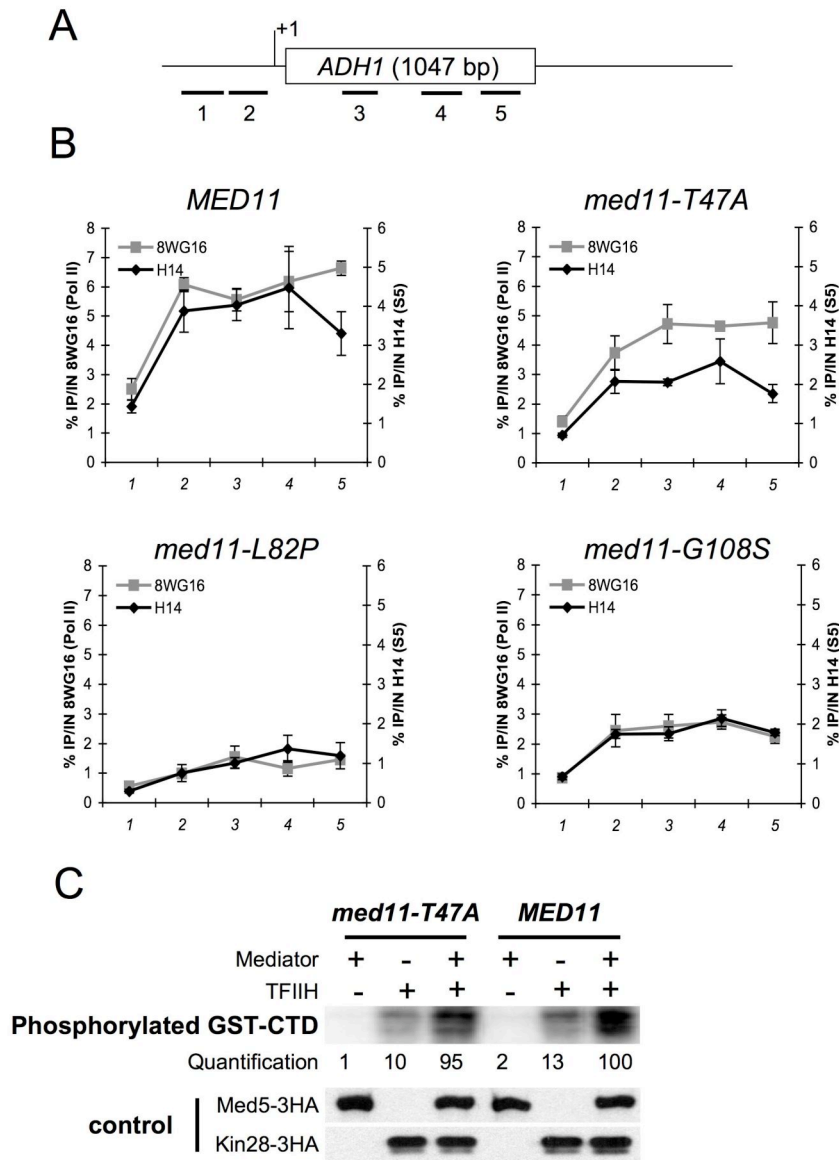 A
+1
ADH1 (1047 bp)
1 2 3 4 5
B
MED11
8WG16
H14
% IP/IN 8WG16 (Pol II)
8
7
6
5
4
3
2
1
0
% IP/IN H14 (S5)
6
5
4
3
2
1
0
1 2 3 4 5
med11-T47A
8WG16
H14
% IP/IN 8WG16 (Pol II)
8
7
6
5
4
3
2
1
0
% IP/IN H14 (S5)
6
5
4
3
2
1
0
1 2 3 4 5
med11-L82P
8WG16
H14
% IP/IN 8WG16 (Pol II)
8
7
6
5
4
3
2
1
0
% IP/IN H14 (S5)
6
5
4
3
2
1
0
1 2 3 4 5
med11-G108S
8WG16
H14
% IP/IN 8WG16 (Pol II)
8
7
6
5
4
3
2
1
0
% IP/IN H14 (S5)
6
5
4
3
2
1
0
1 2 3 4 5
C
med11-T47A MED11
Mediator + - + + - +
TFIIH - + + - + +
Phosphorylated GST-CTD
Quantification 1 10 95 2 13 100
control
Med5-3HA
Kin28-3HA